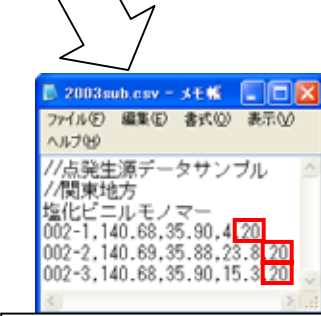 2003sub.csv - メモ帳
ファイル(F) 編集(E) 書式(O) 表示(V)
ヘルプ(H)
//点発生源データサンプル
//関東地方
塩化ビニルモノマー
002-1,140.68,35.90,4,20
002-2,140.69,35.88,23.8,20
002-3,140.68,35.90,15.3,20